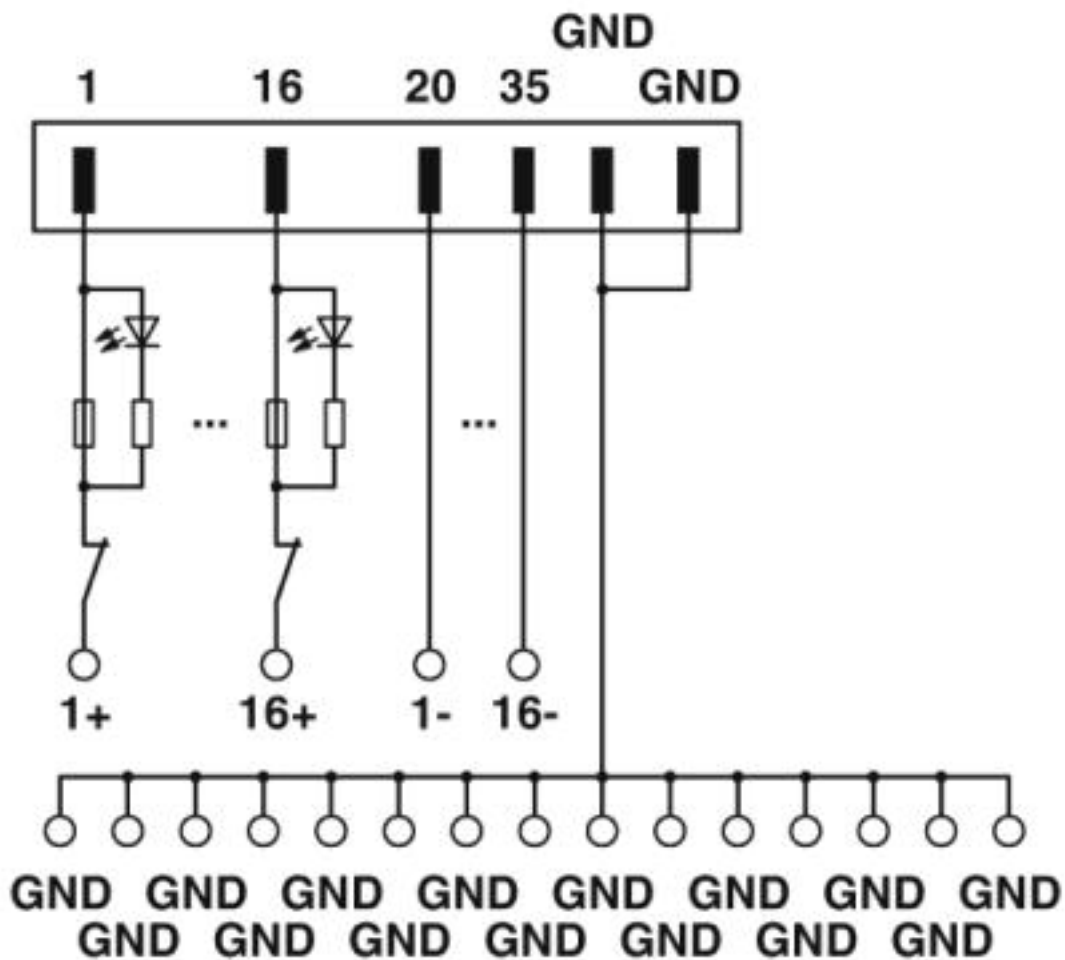 GND
1 16 20 35 GND
... ...
1+ 16+ 1- 16-
GND GND GND GND GND GND GND GND
GND GND GND GND GND GND GND